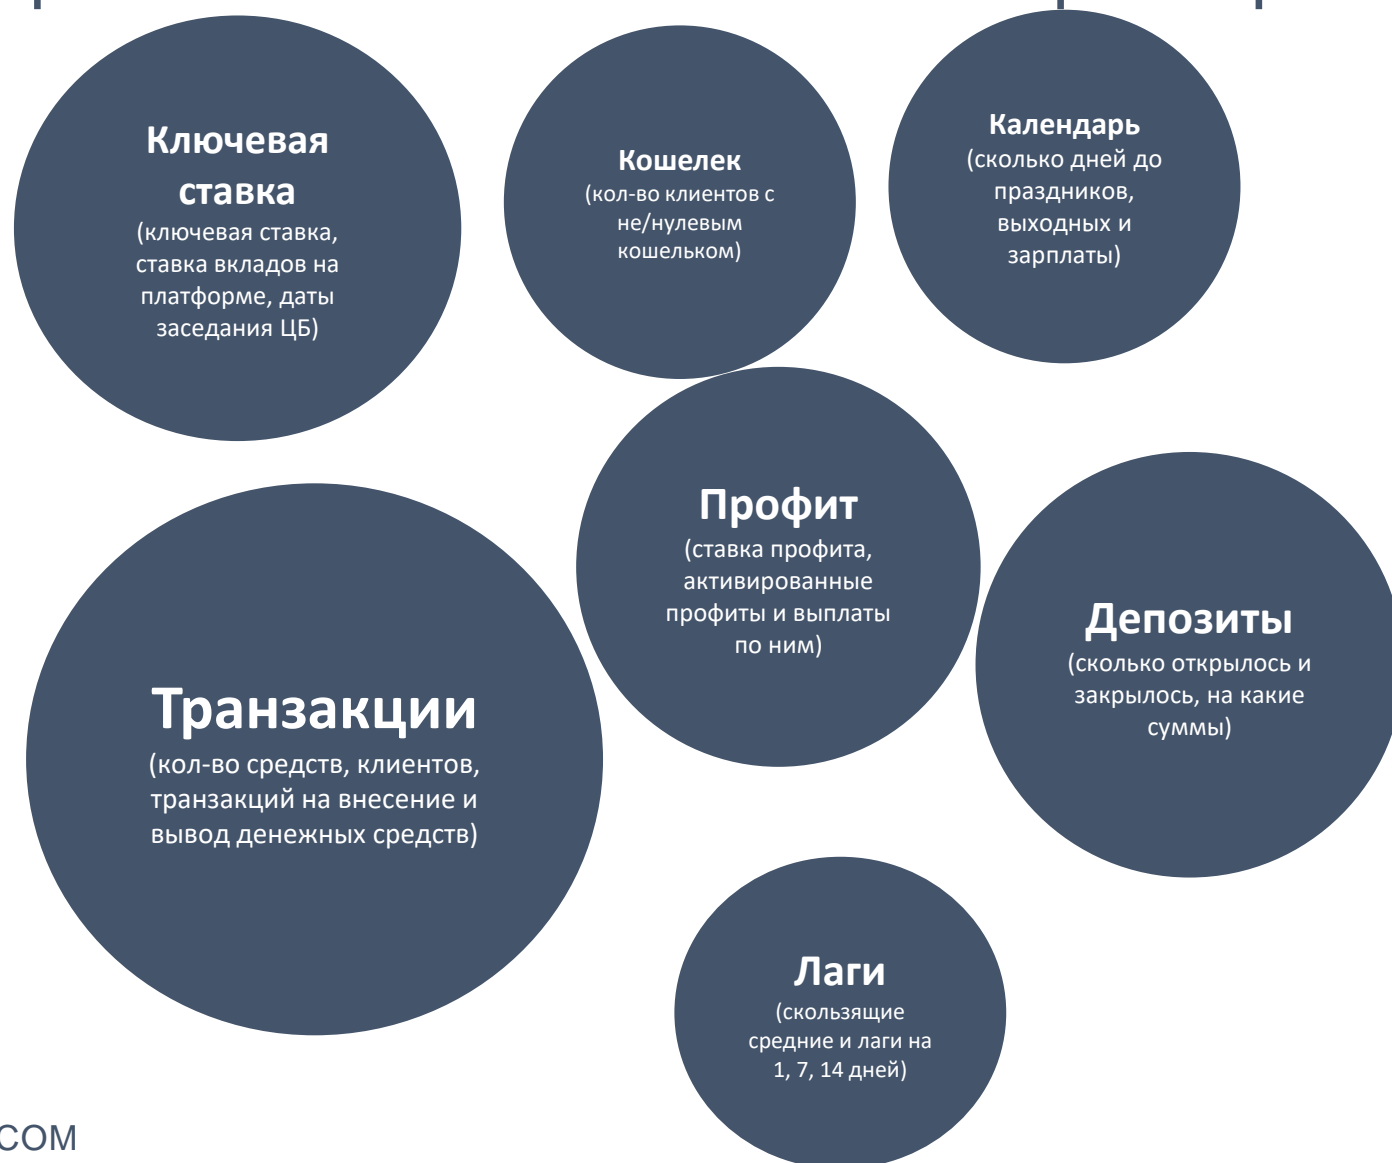 Ключевая
ставка
(ключевая ставка,
ставка вкладов на
платформе, даты
заседания ЦБ)
Кошелек
(кол-во клиентов с
не/нулевым
кошельком)
Календарь
(сколько дней до
праздников,
выходных и
зарплаты)
Профит
(ставка профита,
активированные
профиты и выплаты
по ним)
Депозиты
(сколько открылось и
закрылось, на какие
суммы)
Транзакции
(кол-во средств, клиентов,
транзакций на внесение и
вывод денежных средств)
Лаги
(скользящие
средние и лаги на
1, 7, 14 дней)
COM